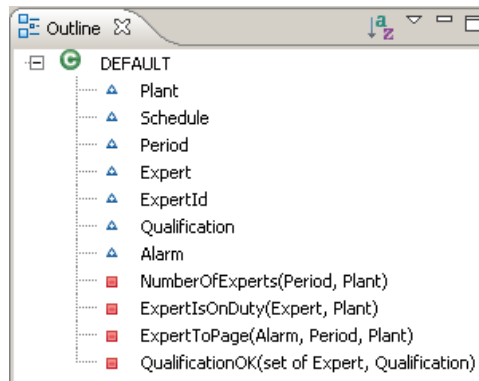 Outline
a
z
C
DEFAULT
Plant
Schedule
Period
Expert
ExpertId
Qualification
Alarm
NumberOfExperts(Period, Plant)
ExpertIsOnDuty(Expert, Plant)
ExpertToPage(Alarm, Period, Plant)
QualificationOK(set of Expert, Qualification)